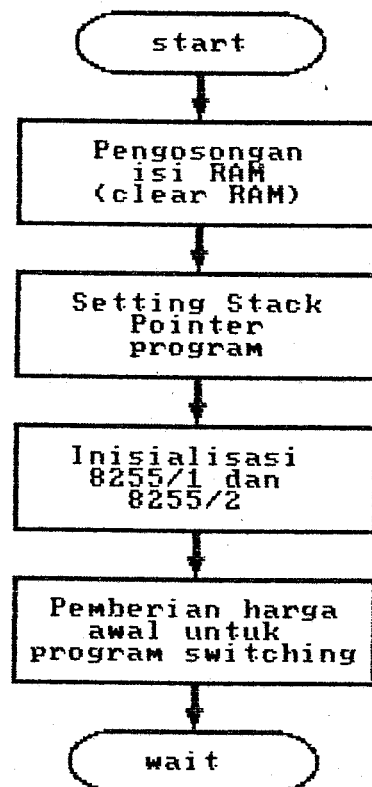 start
Pengosongan
isi RAM
(clear RAM)
Setting Stack
Pointer
program
Inisialisasi
8255/1 dan
8255/2
Pemberian harga
awal untuk
program switching
wait